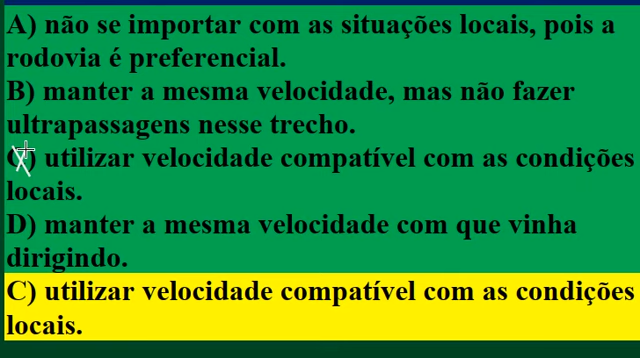 A) não se importar com as situações locais, pois a
rodovia é preferencial.
B) manter a mesma velocidade, mas não fazer
ultrapassagens nesse trecho.
C) utilizar velocidade compatível com as condições
locais.
D) manter a mesma velocidade com que vinha
dirigindo.
C) utilizar velocidade compatível com as condições
locais.